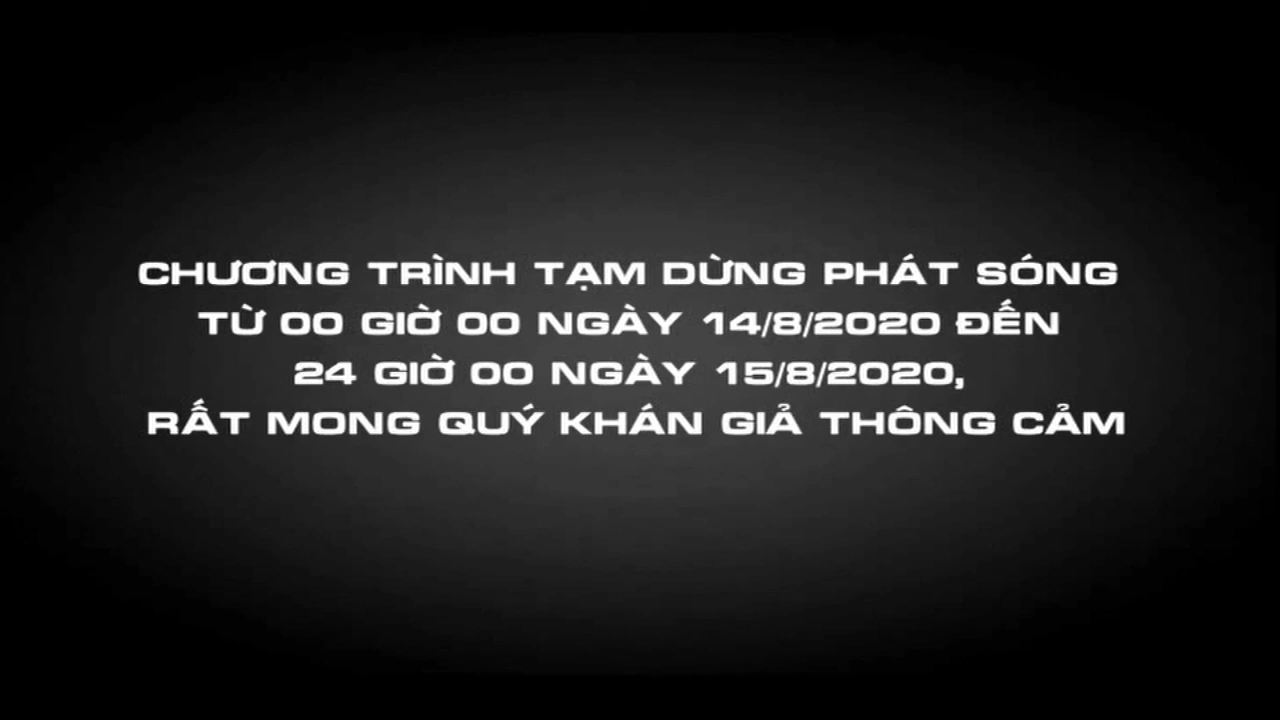 CHƯƠNG TRÌNH TẠM DỪNG PHÁT SÓNG
TỪ 00 GIỜ 00 NGÀY 14/8/2020 ĐẾN
24 GIỜ 00 NGÀY 15/8/2020,
RẤT MONG QUÝ KHÁN GIẢ THÔNG CẢM